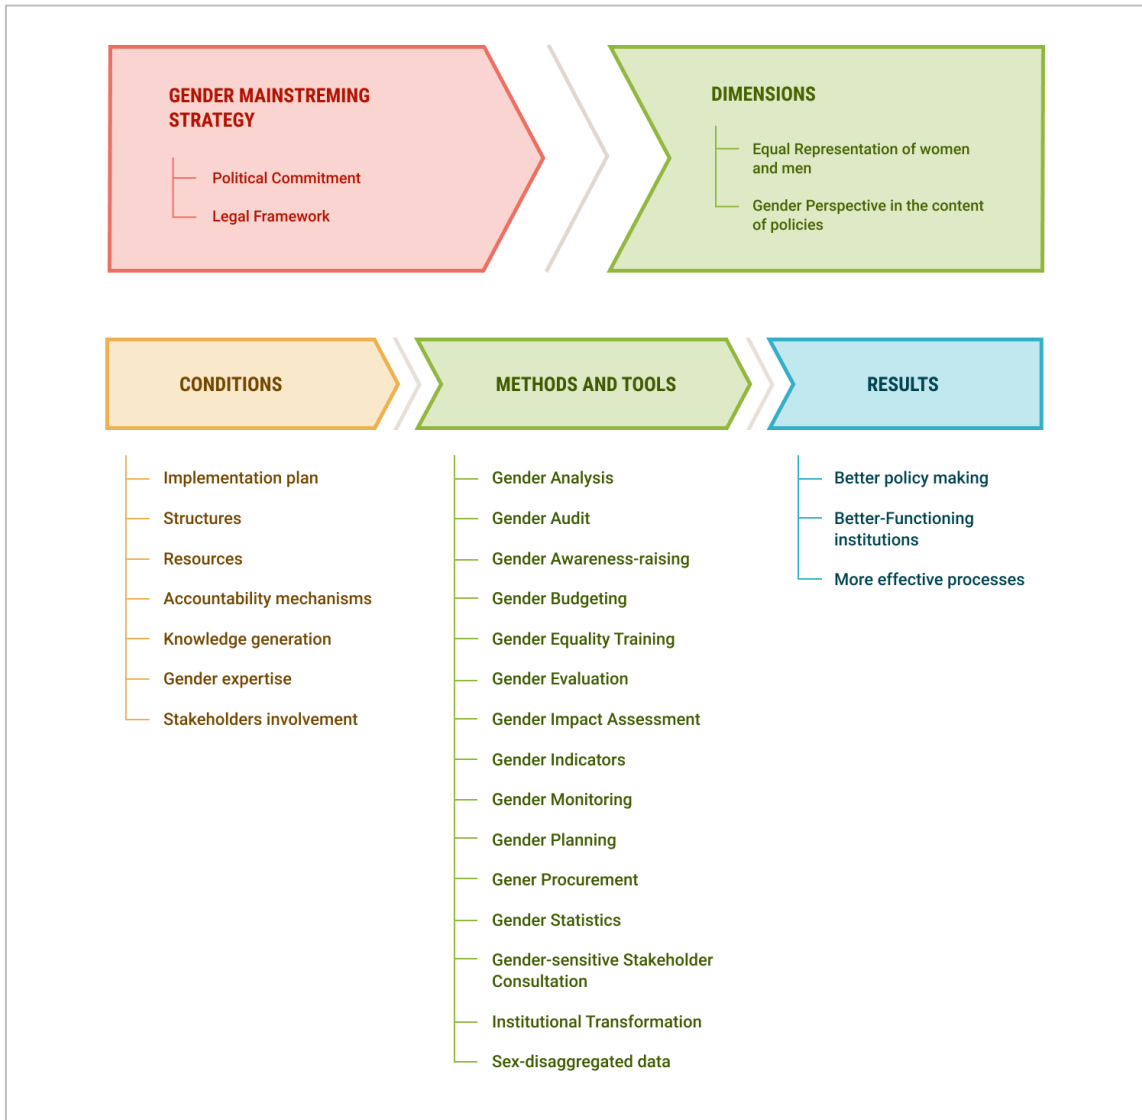 GENDER MAINSTREMING
STRATEGY
Political Commitment
Legal Framework
DIMENSIONS
Equal Representation of women
and men
Gender Perspective in the content
of policies
CONDITIONS
Implementation plan
Structures
Resources
Accountability mechanisms
Knowledge generation
Gender expertise
Stakeholders involvement
METHODS AND TOOLS
Gender Analysis
Gender Audit
Gender Awareness-raising
Gender Budgeting
Gender Equality Training
Gender Evaluation
Gender Impact Assessment
Gender Indicators
Gender Monitoring
Gender Planning
Gener Procurement
Gender Statistics
Gender-sensitive Stakeholder
Consultation
Institutional Transformation
Sex-disaggregated data
RESULTS
Better policy making
Better-Functioning
institutions
More effective processes